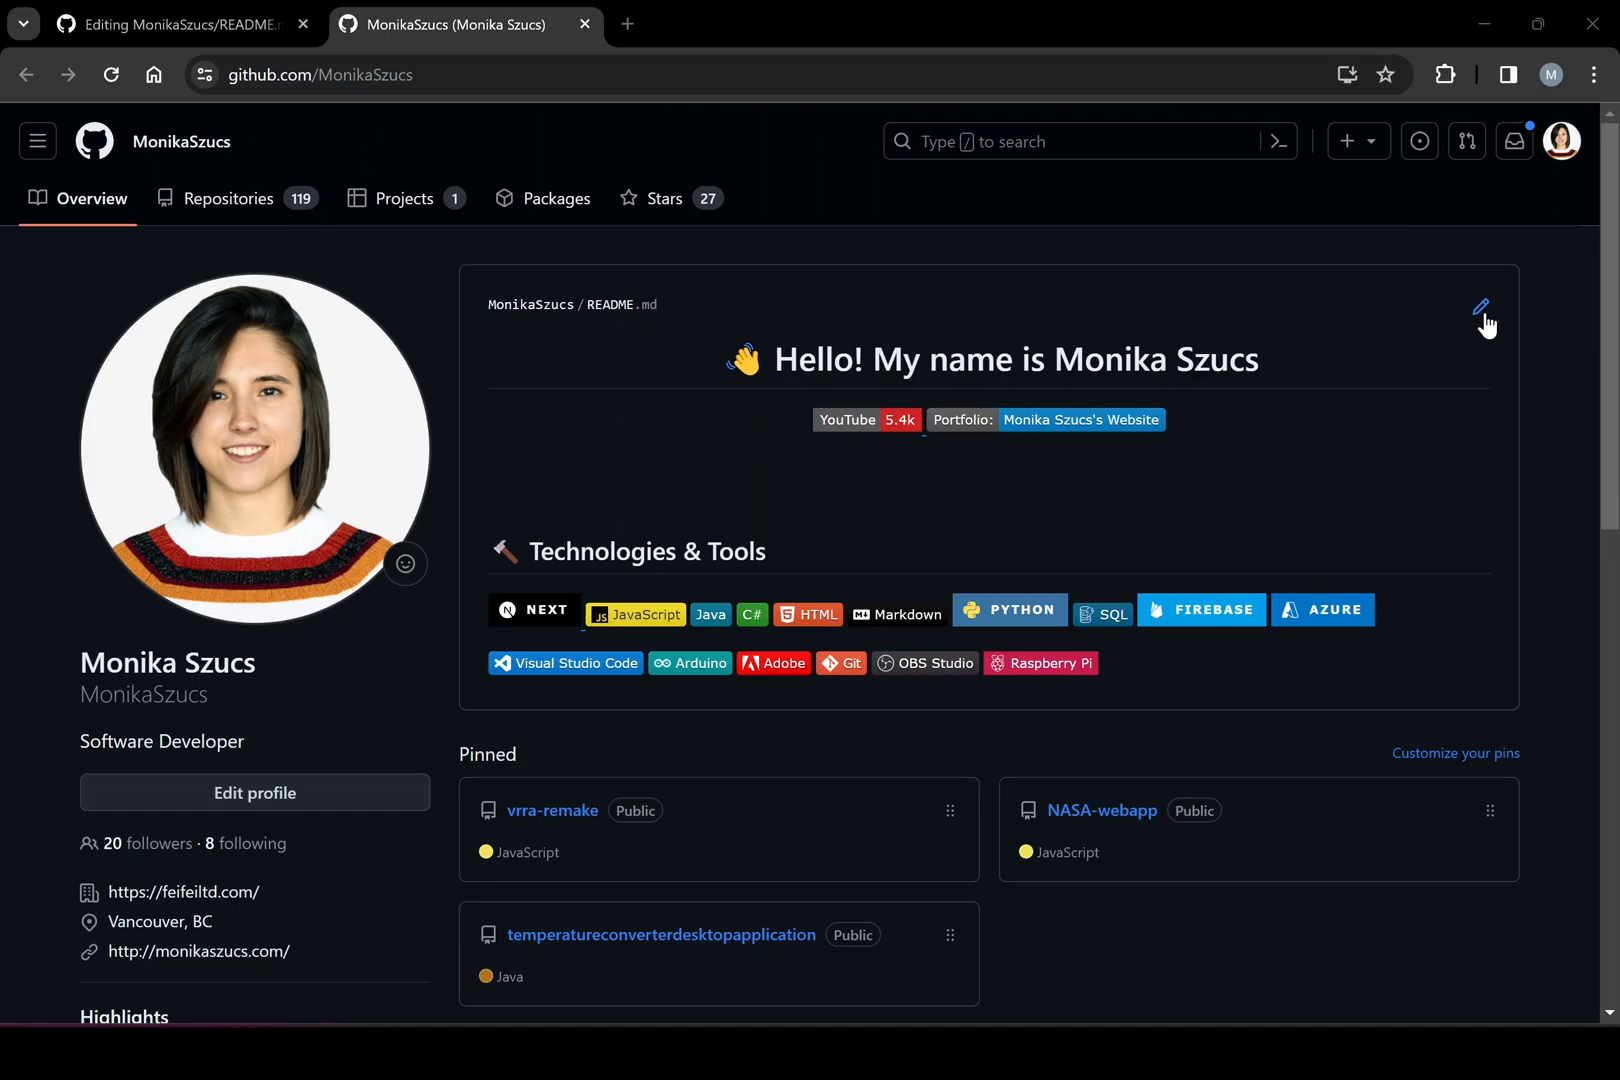 Editing MonikaSzucs/README.
MonikaSzucs (Monika Szucs)
github.com/MonikaSzucs
M
MonikaSzucs
Type / to search
Overview
Repositories 119
Projects 1
Packages
Stars 27
MonikaSzucs / README.md
👋 Hello! My name is Monika Szucs
YouTube 5.4k
Portfolio: Monika Szucs's Website
🔨 Technologies & Tools
N NEXT JS JavaScript Java C# HTML Markdown PYTHON SQL FIREBASE AZURE
Visual Studio Code Arduino Adobe Git OBS Studio Raspberry Pi
Monika Szucs
MonikaSzucs
Software Developer
Edit profile
20 followers · 8 following
https://feifeiltd.com/
Vancouver, BC
http://monikaszucs.com/
Highlights
Pinned
Customize your pins
vrra-remake Public
JavaScript
NASA-webapp Public
JavaScript
temperatureconverterdesktopapplication Public
Java